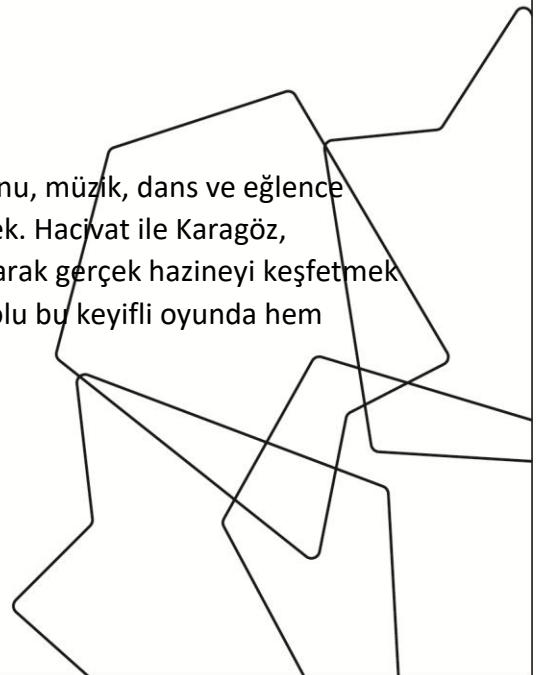 nu, müzik, dans ve eğlence
ek. Hacivat ile Karagöz,
arak gerçek hazineyi keşfetmek
olu bu keyifli oyunda hem